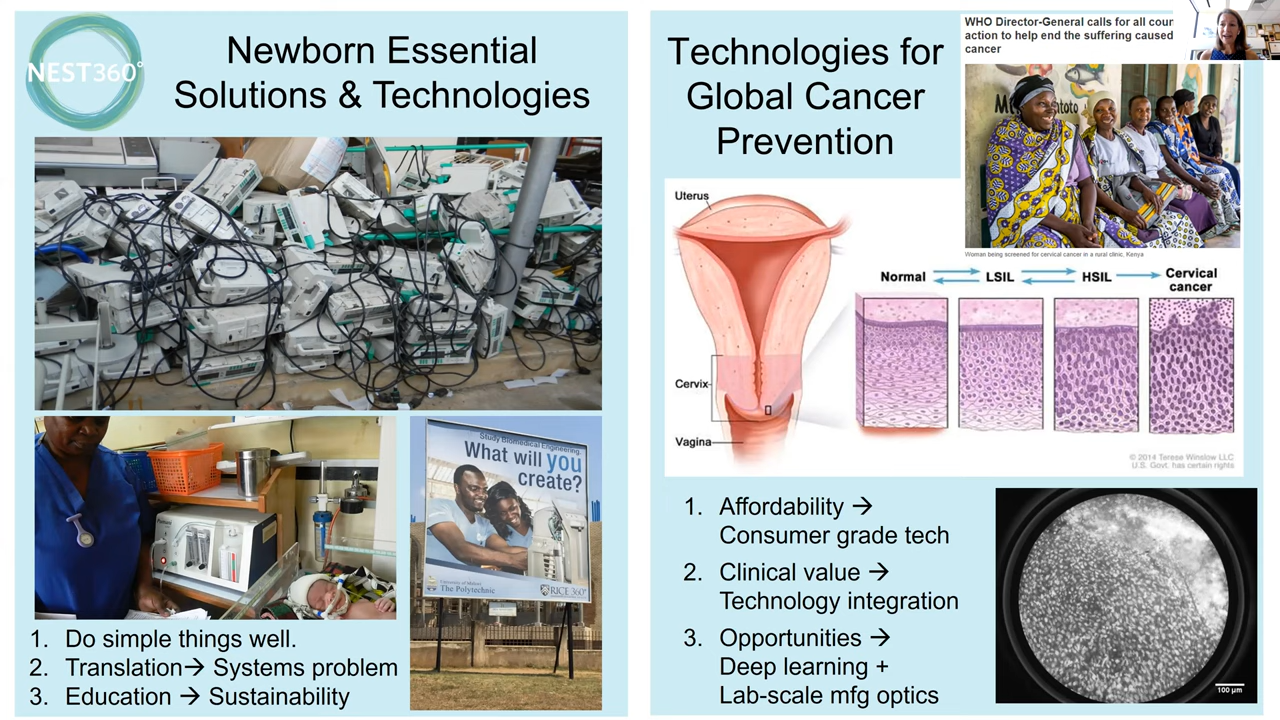 NEST360°
Newborn Essential
Solutions & Technologies
Study Biomedical Engineering.
What will you
create?
University of Malawi
The Polytechnic
RICE 360°
1. Do simple things well.
2. Translation→ Systems problem
3. Education → Sustainability
Technologies for
Global Cancer
Prevention
WHO Director-General calls for all
action to help end the suffering caused
cancer
Woman being screened for cervical cancer in a rural clinic, Kenya
Uterus
Cervix
Vagina
Normal
LSIL
HSIL
Cervical
cancer
© 2014 Terese Winslow LLC
U.S. Govt. has certain rights
1. Affordability →
Consumer grade tech
2. Clinical value →
Technology integration
3. Opportunities →
Deep learning +
Lab-scale mfg optics
100 µm